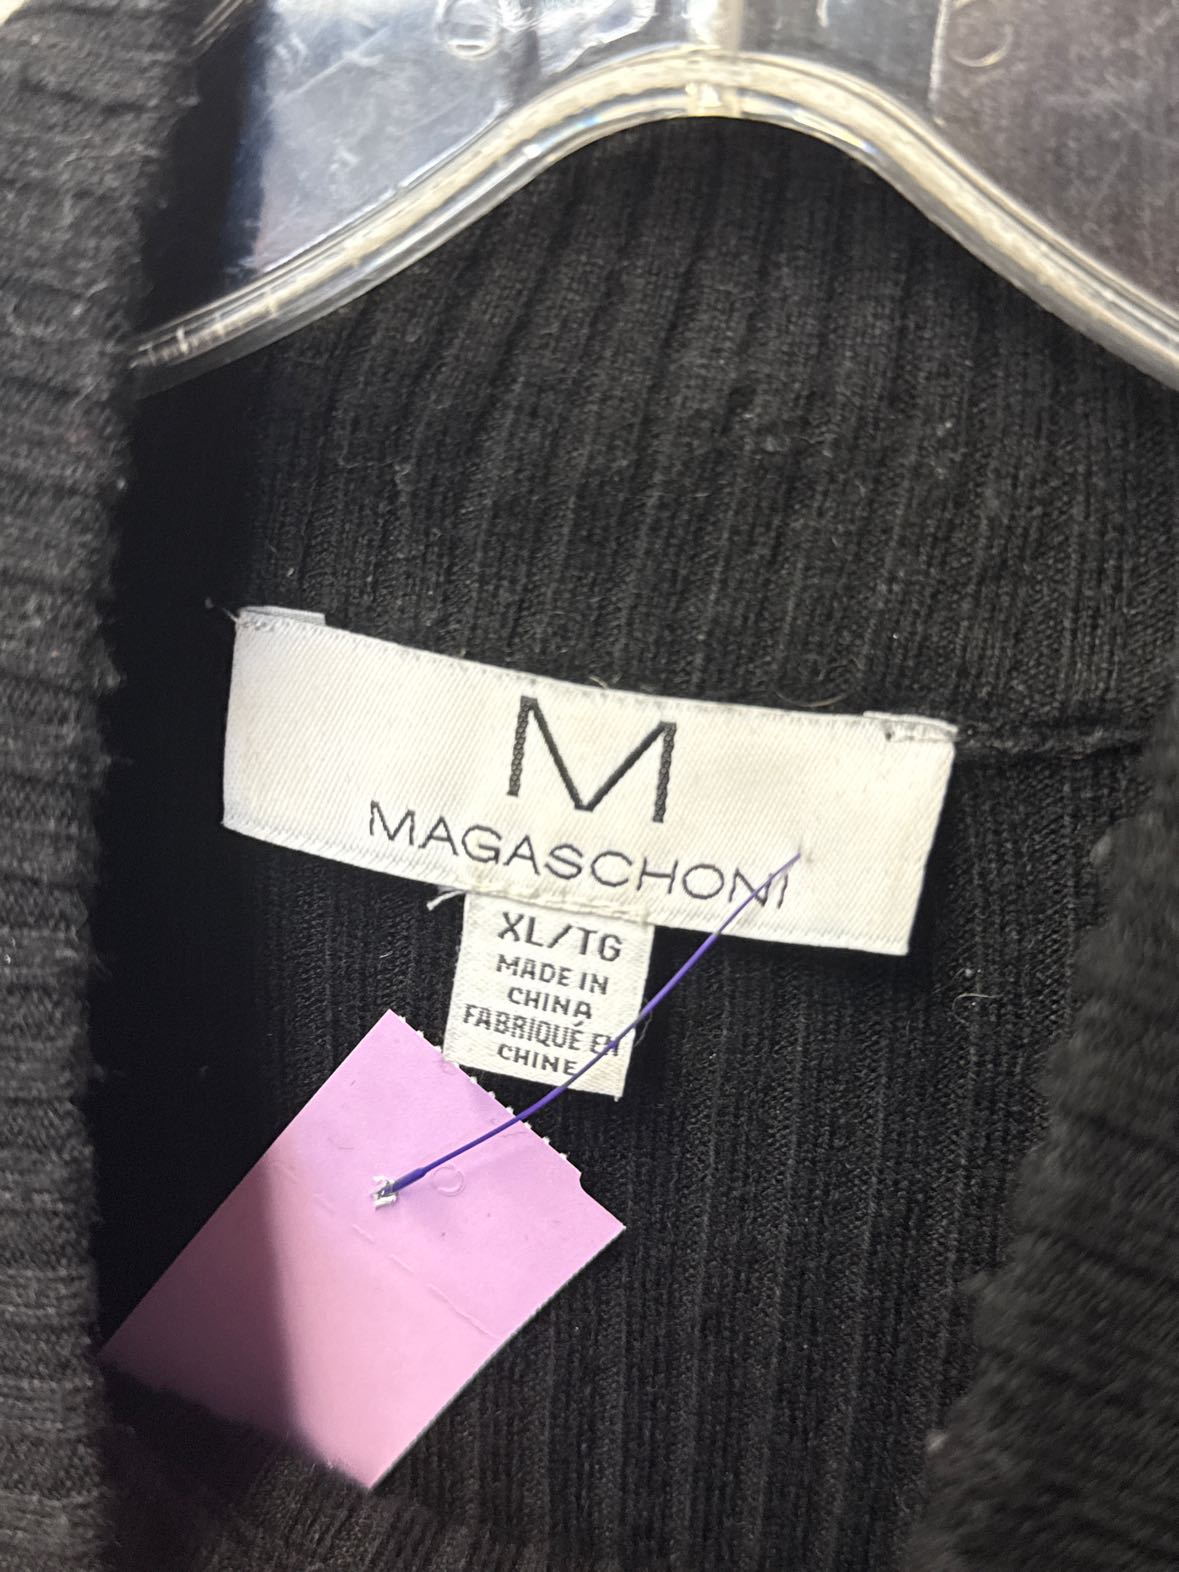 M
MAGASCHONI
XL/TG
MADE IN
CHINA
FABRIQUÉ EN
CHINE